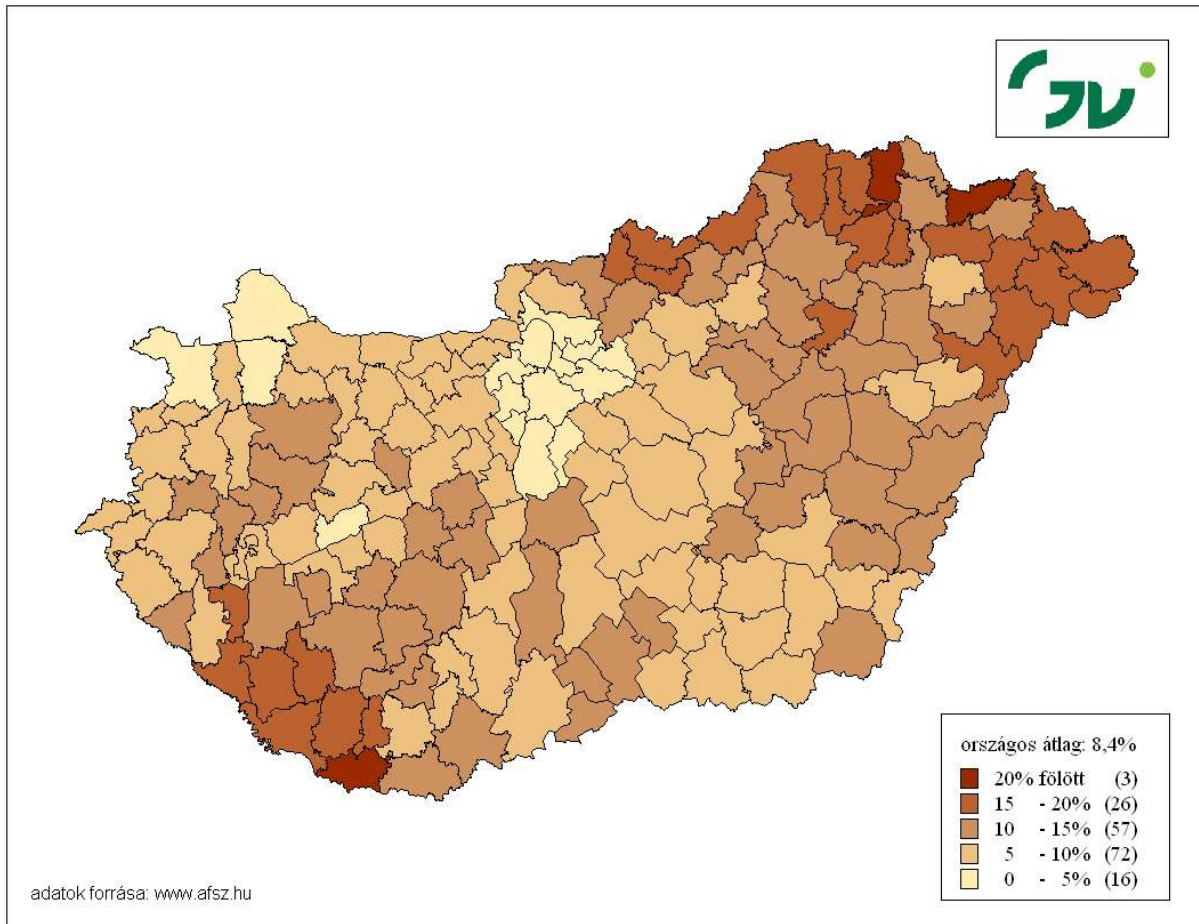 JV
országos átlag: 8,4%
20% fölött (3)
15 - 20% (26)
10 - 15% (57)
5 - 10% (72)
0 - 5% (16)
adatok forrása: www.afsz.hu